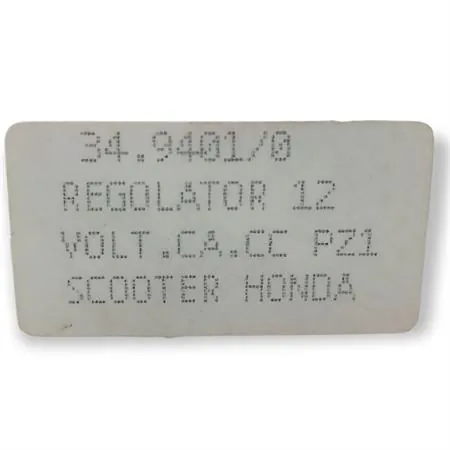 34.9401/0
REGOLATOR 12
VOLT.CA.CC PZ1
SCOOTER HONDA